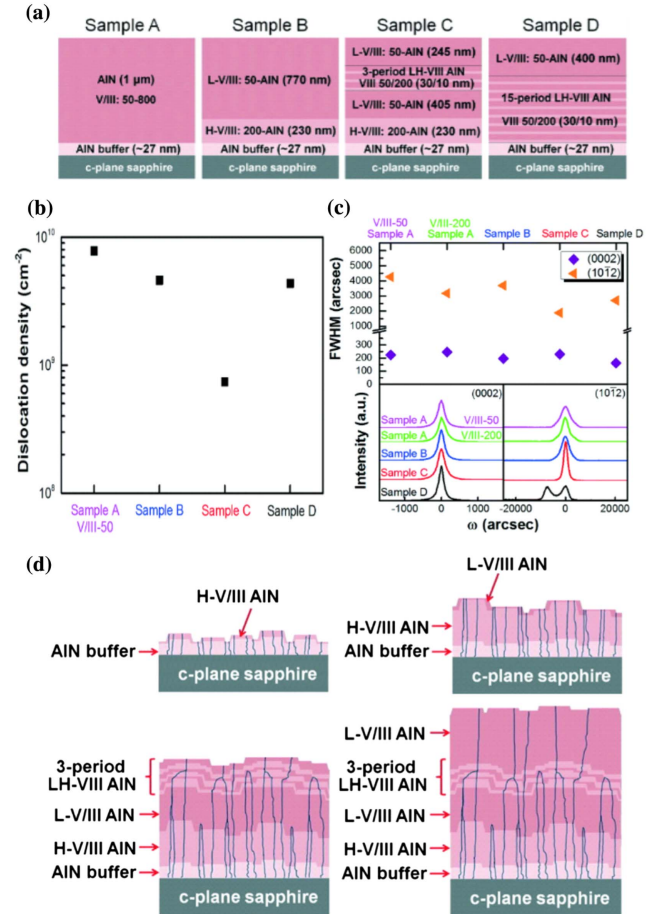 (a)
Sample A
Sample B
Sample C
Sample D
AlN (1 μm)
V/III: 50-800
AlN buffer (~27 nm)
c-plane sapphire
L-V/III: 50-AlN (770 nm)
H-V/III: 200-AlN (230 nm)
AlN buffer (~27 nm)
c-plane sapphire
L-V/III: 50-AlN (245 nm)
3-period LH-VIII AlN
VIII 50/200 (30/10 nm)
L-V/III: 50-AlN (405 nm)
H-V/III: 200-AlN (230 nm)
AlN buffer (~27 nm)
c-plane sapphire
L-V/III: 50-AlN (400 nm)
15-period LH-VIII AlN
VIII 50/200 (30/10 nm)
AlN buffer (~27 nm)
c-plane sapphire
(b)
Dislocation density (cm⁻²)
10¹⁰
10⁹
10⁸
Sample A
V/III-50
Sample B
Sample C
Sample D
(c)
V/III-50
Sample A
V/III-200
Sample A
Sample B
Sample C
Sample D
FWHM (arcsec)
6000
5000
4000
3000
2000
300
200
100
0
(0002)
(101̄2)
Intensity (a.u.)
(0002)
(101̄2)
Sample A
V/III-50
Sample A
V/III-200
Sample B
Sample C
Sample D
-1000
0
1000
-20000
0
20000
ω (arcsec)
(d)
H-V/III AlN
AlN buffer
c-plane sapphire
L-V/III AlN
H-V/III AlN
AlN buffer
c-plane sapphire
3-period
LH-VIII AlN
L-V/III AlN
H-V/III AlN
AlN buffer
c-plane sapphire
L-V/III AlN
3-period
LH-VIII AlN
L-V/III AlN
H-V/III AlN
AlN buffer
c-plane sapphire